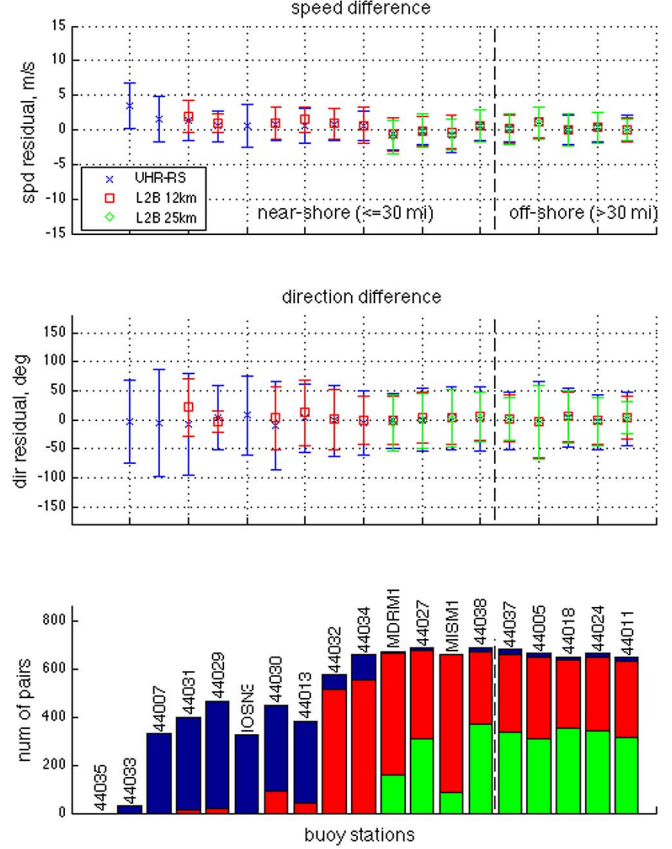 speed difference
spd residual, m/s
15
10
5
0
-5
-10
-15
UHR-RS
L2B 12km
L2B 25km
near-shore (<=30 mi)
off-shore (>30 mi)
direction difference
dir residual, deg
150
100
50
0
-50
-100
-150
num of pairs
800
600
400
200
0
44035
44033
44007
44031
44029
IOSN3
44030
44013
44032
44034
MDRM1
44027
MISM1
44038
44037
44005
44018
44024
44011
buoy stations